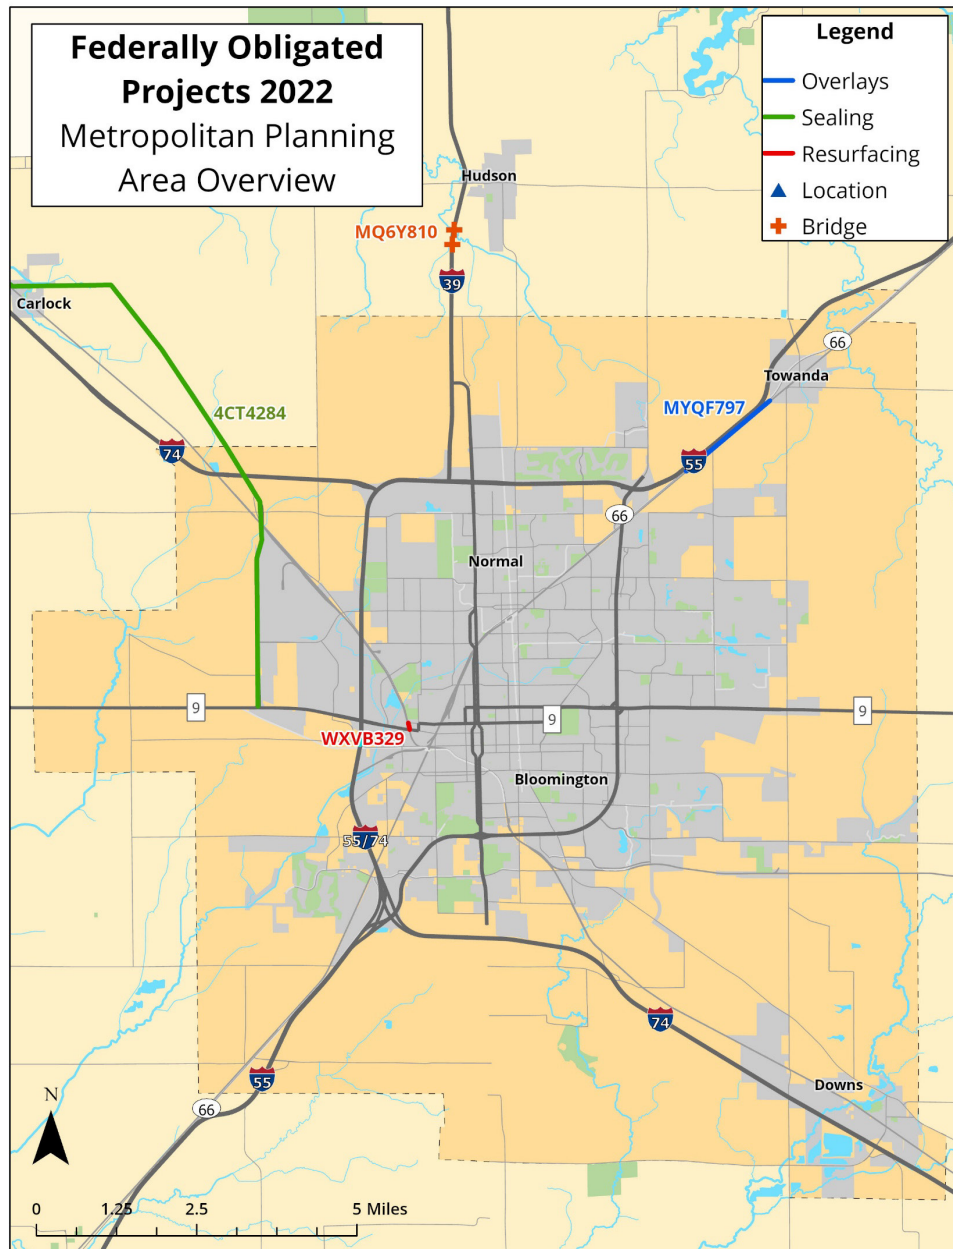 Federally Obligated
Projects 2022
Metropolitan Planning
Area Overview
Legend
Overlays
Sealing
Resurfacing
Location
Bridge
Hudson
MQ6Y810
39
Carlock
66
Towanda
4CT4284
MYQF797
74
55
66
Normal
9
9
9
WXVB329
Bloomington
55/74
74
55
Downs
66
N
0 1.25 2.5 5 Miles